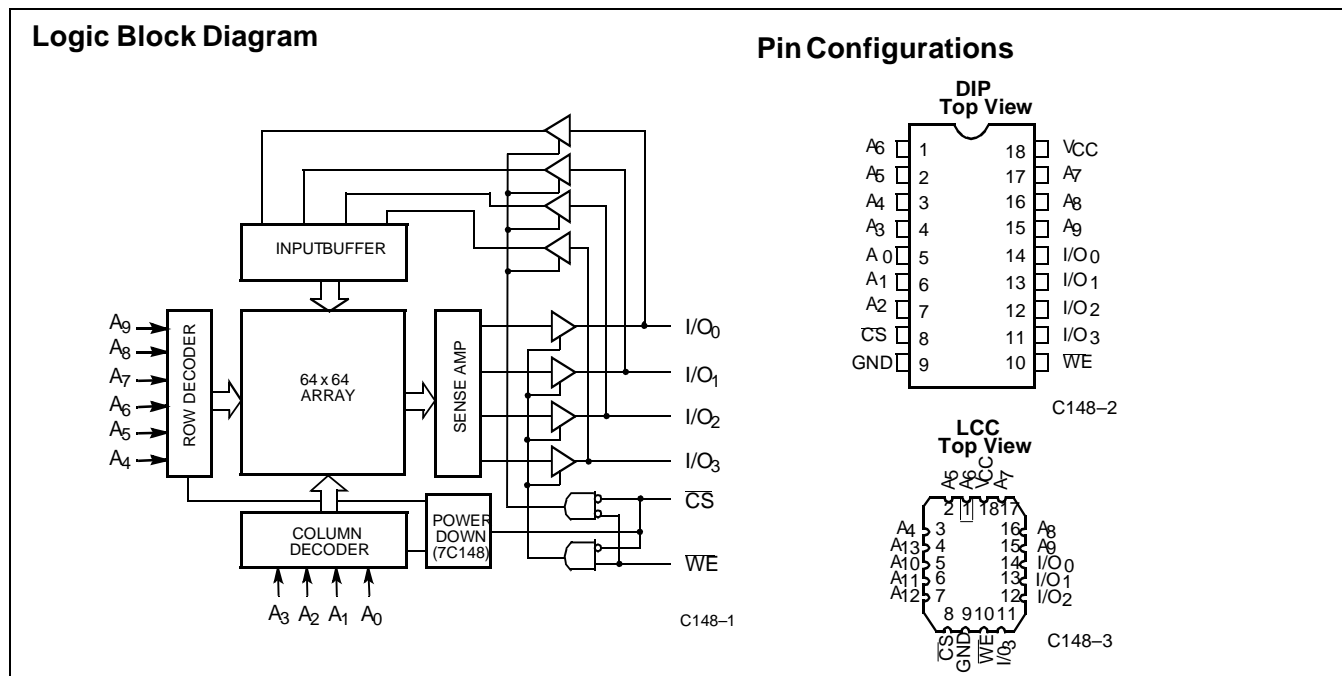 Logic Block Diagram
INPUTBUFFER
A9
A8
A7
A6
A5
A4
ROW DECODER
64 x 64
ARRAY
SENSE AMP
I/O0
I/O1
I/O2
I/O3
CS
WE
COLUMN
DECODER
POWER
DOWN
(7C148)
A3 A2 A1 A0
C148–1
Pin Configurations
DIP
Top View
A6 1 18 VCC
A5 2 17 A7
A4 3 16 A8
A3 4 15 A9
A0 5 14 I/O0
A1 6 13 I/O1
A2 7 12 I/O2
CS 8 11 I/O3
GND 9 10 WE
C148–2
LCC
Top View
A5 A6 VCC A7
2 1 18 17
A4 3 16 A8
A13 4 15 A9
A10 5 14 I/O0
A11 6 13 I/O1
A12 7 12 I/O2
8 9 10 11
CS GND WE I/O3
C148–3